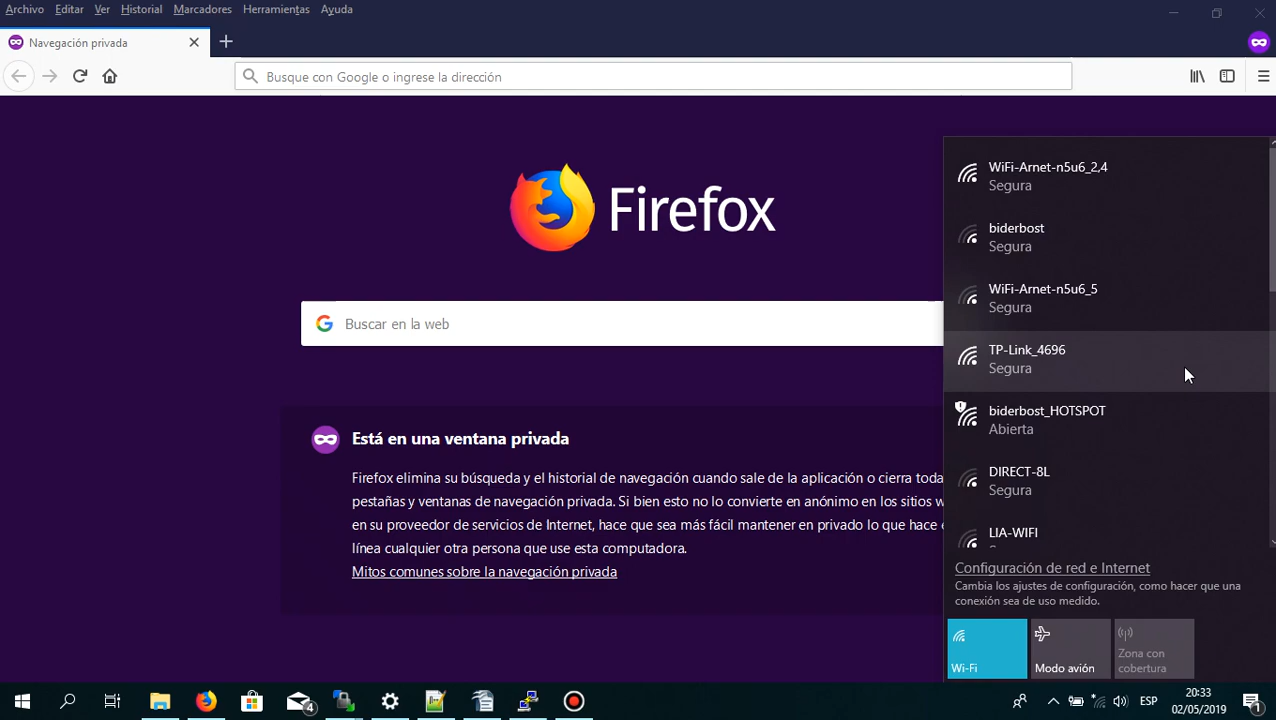 Archivo Editar Ver Historial Marcadores Herramientas Ayuda
Navegación privada
Busque con Google o ingrese la dirección
Firefox
Buscar en la web
Está en una ventana privada
Firefox elimina su búsqueda y el historial de navegación cuando sale de la aplicación o cierra toda
pestañas y ventanas de navegación privada. Si bien esto no lo convierte en anónimo en los sitios w
en su proveedor de servicios de Internet, hace que sea más fácil mantener en privado lo que hace e
línea cualquier otra persona que use esta computadora.
Mitos comunes sobre la navegación privada
WiFi-Arnet-n5u6_2,4
Segura
biderbost
Segura
WiFi-Arnet-n5u6_5
Segura
TP-Link_4696
Segura
biderbost_HOTSPOT
Abierta
DIRECT-8L
Segura
LIA-WIFI
Configuración de red e Internet
Cambia los ajustes de configuración, como hacer que una
conexión sea de uso medido.
Wi-Fi
Modo avión
Zona con
cobertura
4
ESP
20:33
02/05/2019
1